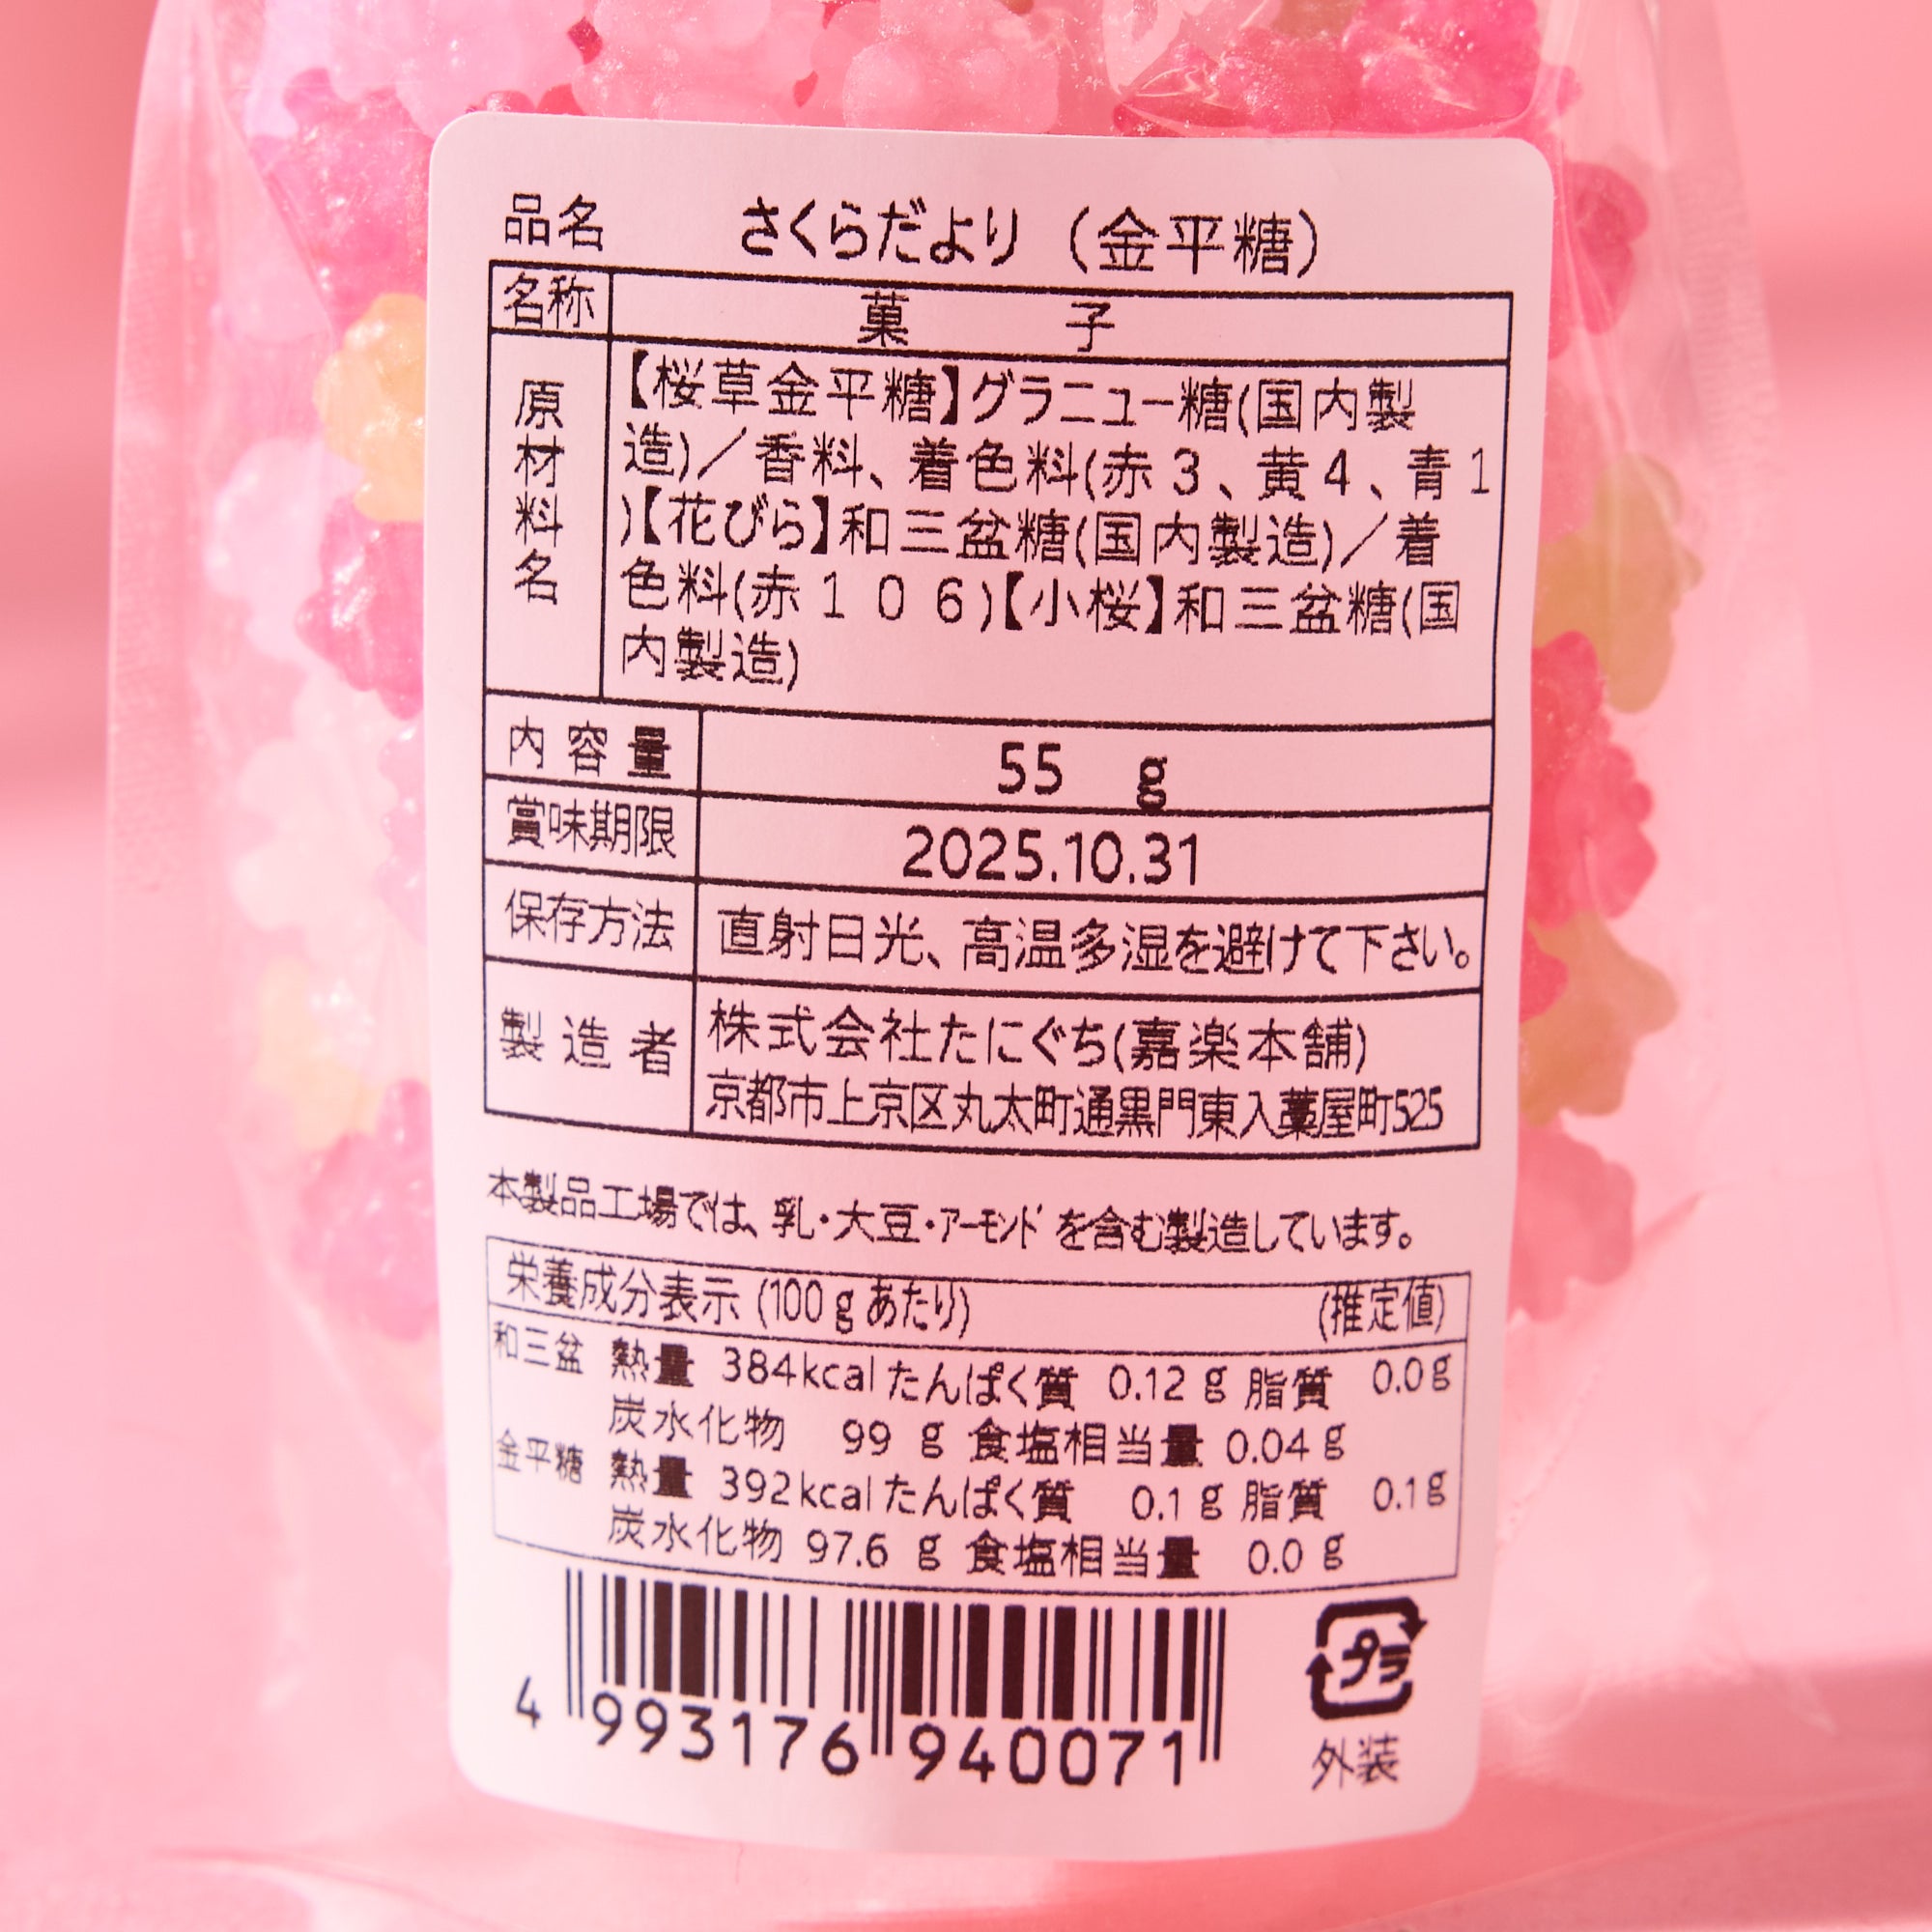 品名 さくらだより（金平糖）
名称 菓 子
原材料名
【桜草金平糖】グラニュー糖(国内製
造)／香料、着色料(赤３、黄４、青１
)【花びら】和三盆糖(国内製造)／着
色料(赤１０６)【小桜】和三盆糖(国
内製造)
内容量 55 g
賞味期限 2025.10.31
保存方法 直射日光、高温多湿を避けて下さい。
製造者 株式会社たにぐち(嘉楽本舗)
京都市上京区丸太町通黒門東入藁屋町525
本製品工場では、乳・大豆・アーモンドを含む製造しています。
栄養成分表示 (100gあたり) (推定値)
和三盆 熱量 384kcal たんぱく質 0.12g 脂質 0.0g
炭水化物 99g 食塩相当量 0.04g
金平糖 熱量 392kcal たんぱく質 0.1g 脂質 0.1g
炭水化物 97.6g 食塩相当量 0.0g
4 993176 940071
プラ
外装